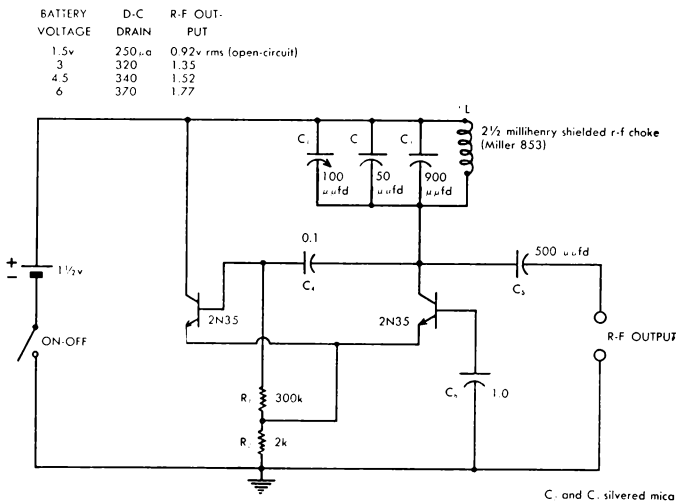 BATTERY D-C R-F OUT-
VOLTAGE DRAIN PUT
1.5v 250μa 0.92v rms (open-circuit)
3 320 1.35
4.5 340 1.52
6 370 1.77
L
2½ millihenry shielded r-f choke
(Miller 853)
C C C
100 50 900
μμfd μμfd μμfd
0.1
C4
500 μμfd
C5
+
-
1½v
2N35
2N35
ON-OFF
R-F OUTPUT
R 300k
C 1.0
R 2k
C and C silvered mica